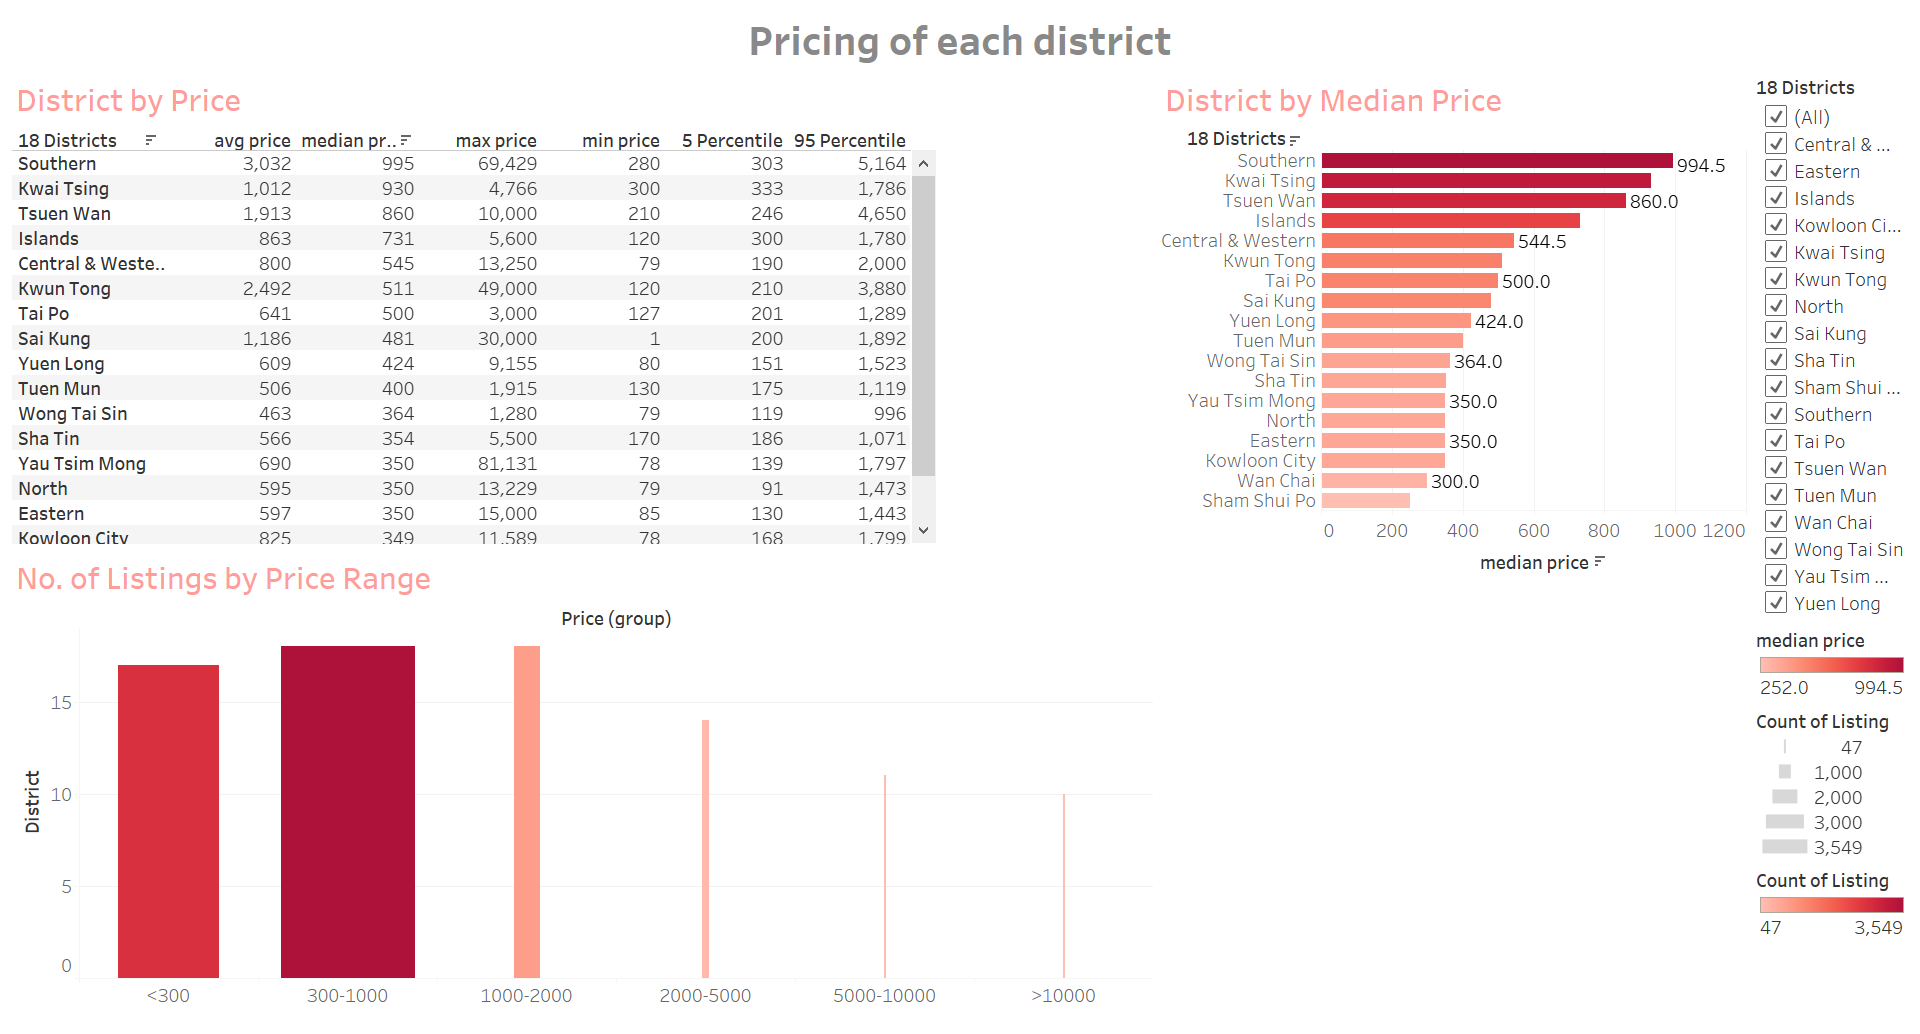 Pricing of each district
District by Price
18 Districts avg price median pr.. max price min price 5 Percentile 95 Percentile
Southern 3,032 995 69,429 280 303 5,164
Kwai Tsing 1,012 930 4,766 300 333 1,786
Tsuen Wan 1,913 860 10,000 210 246 4,650
Islands 863 731 5,600 120 300 1,780
Central & Weste.. 800 545 13,250 79 190 2,000
Kwun Tong 2,492 511 49,000 120 210 3,880
Tai Po 641 500 3,000 127 201 1,289
Sai Kung 1,186 481 30,000 1 200 1,892
Yuen Long 609 424 9,155 80 151 1,523
Tuen Mun 506 400 1,915 130 175 1,119
Wong Tai Sin 463 364 1,280 79 119 996
Sha Tin 566 354 5,500 170 186 1,071
Yau Tsim Mong 690 350 81,131 78 139 1,797
North 595 350 13,229 79 91 1,473
Eastern 597 350 15,000 85 130 1,443
Kowloon City 825 349 11,589 78 168 1,799
District by Median Price
18 Districts
Southern 994.5
Kwai Tsing
Tsuen Wan 860.0
Islands
Central & Western 544.5
Kwun Tong
Tai Po 500.0
Sai Kung
Yuen Long 424.0
Tuen Mun
Wong Tai Sin 364.0
Sha Tin
Yau Tsim Mong 350.0
North
Eastern 350.0
Kowloon City
Wan Chai 300.0
Sham Shui Po
0 200 400 600 800 1000 1200
median price
No. of Listings by Price Range
Price (group)
District
15
10
5
0
<300 300-1000 1000-2000 2000-5000 5000-10000 >10000
18 Districts
(All)
Central & ...
Eastern
Islands
Kowloon Ci...
Kwai Tsing
Kwun Tong
North
Sai Kung
Sha Tin
Sham Shui ...
Southern
Tai Po
Tsuen Wan
Tuen Mun
Wan Chai
Wong Tai Sin
Yau Tsim ...
Yuen Long
median price
252.0 994.5
Count of Listing
47
1,000
2,000
3,000
3,549
Count of Listing
47 3,549